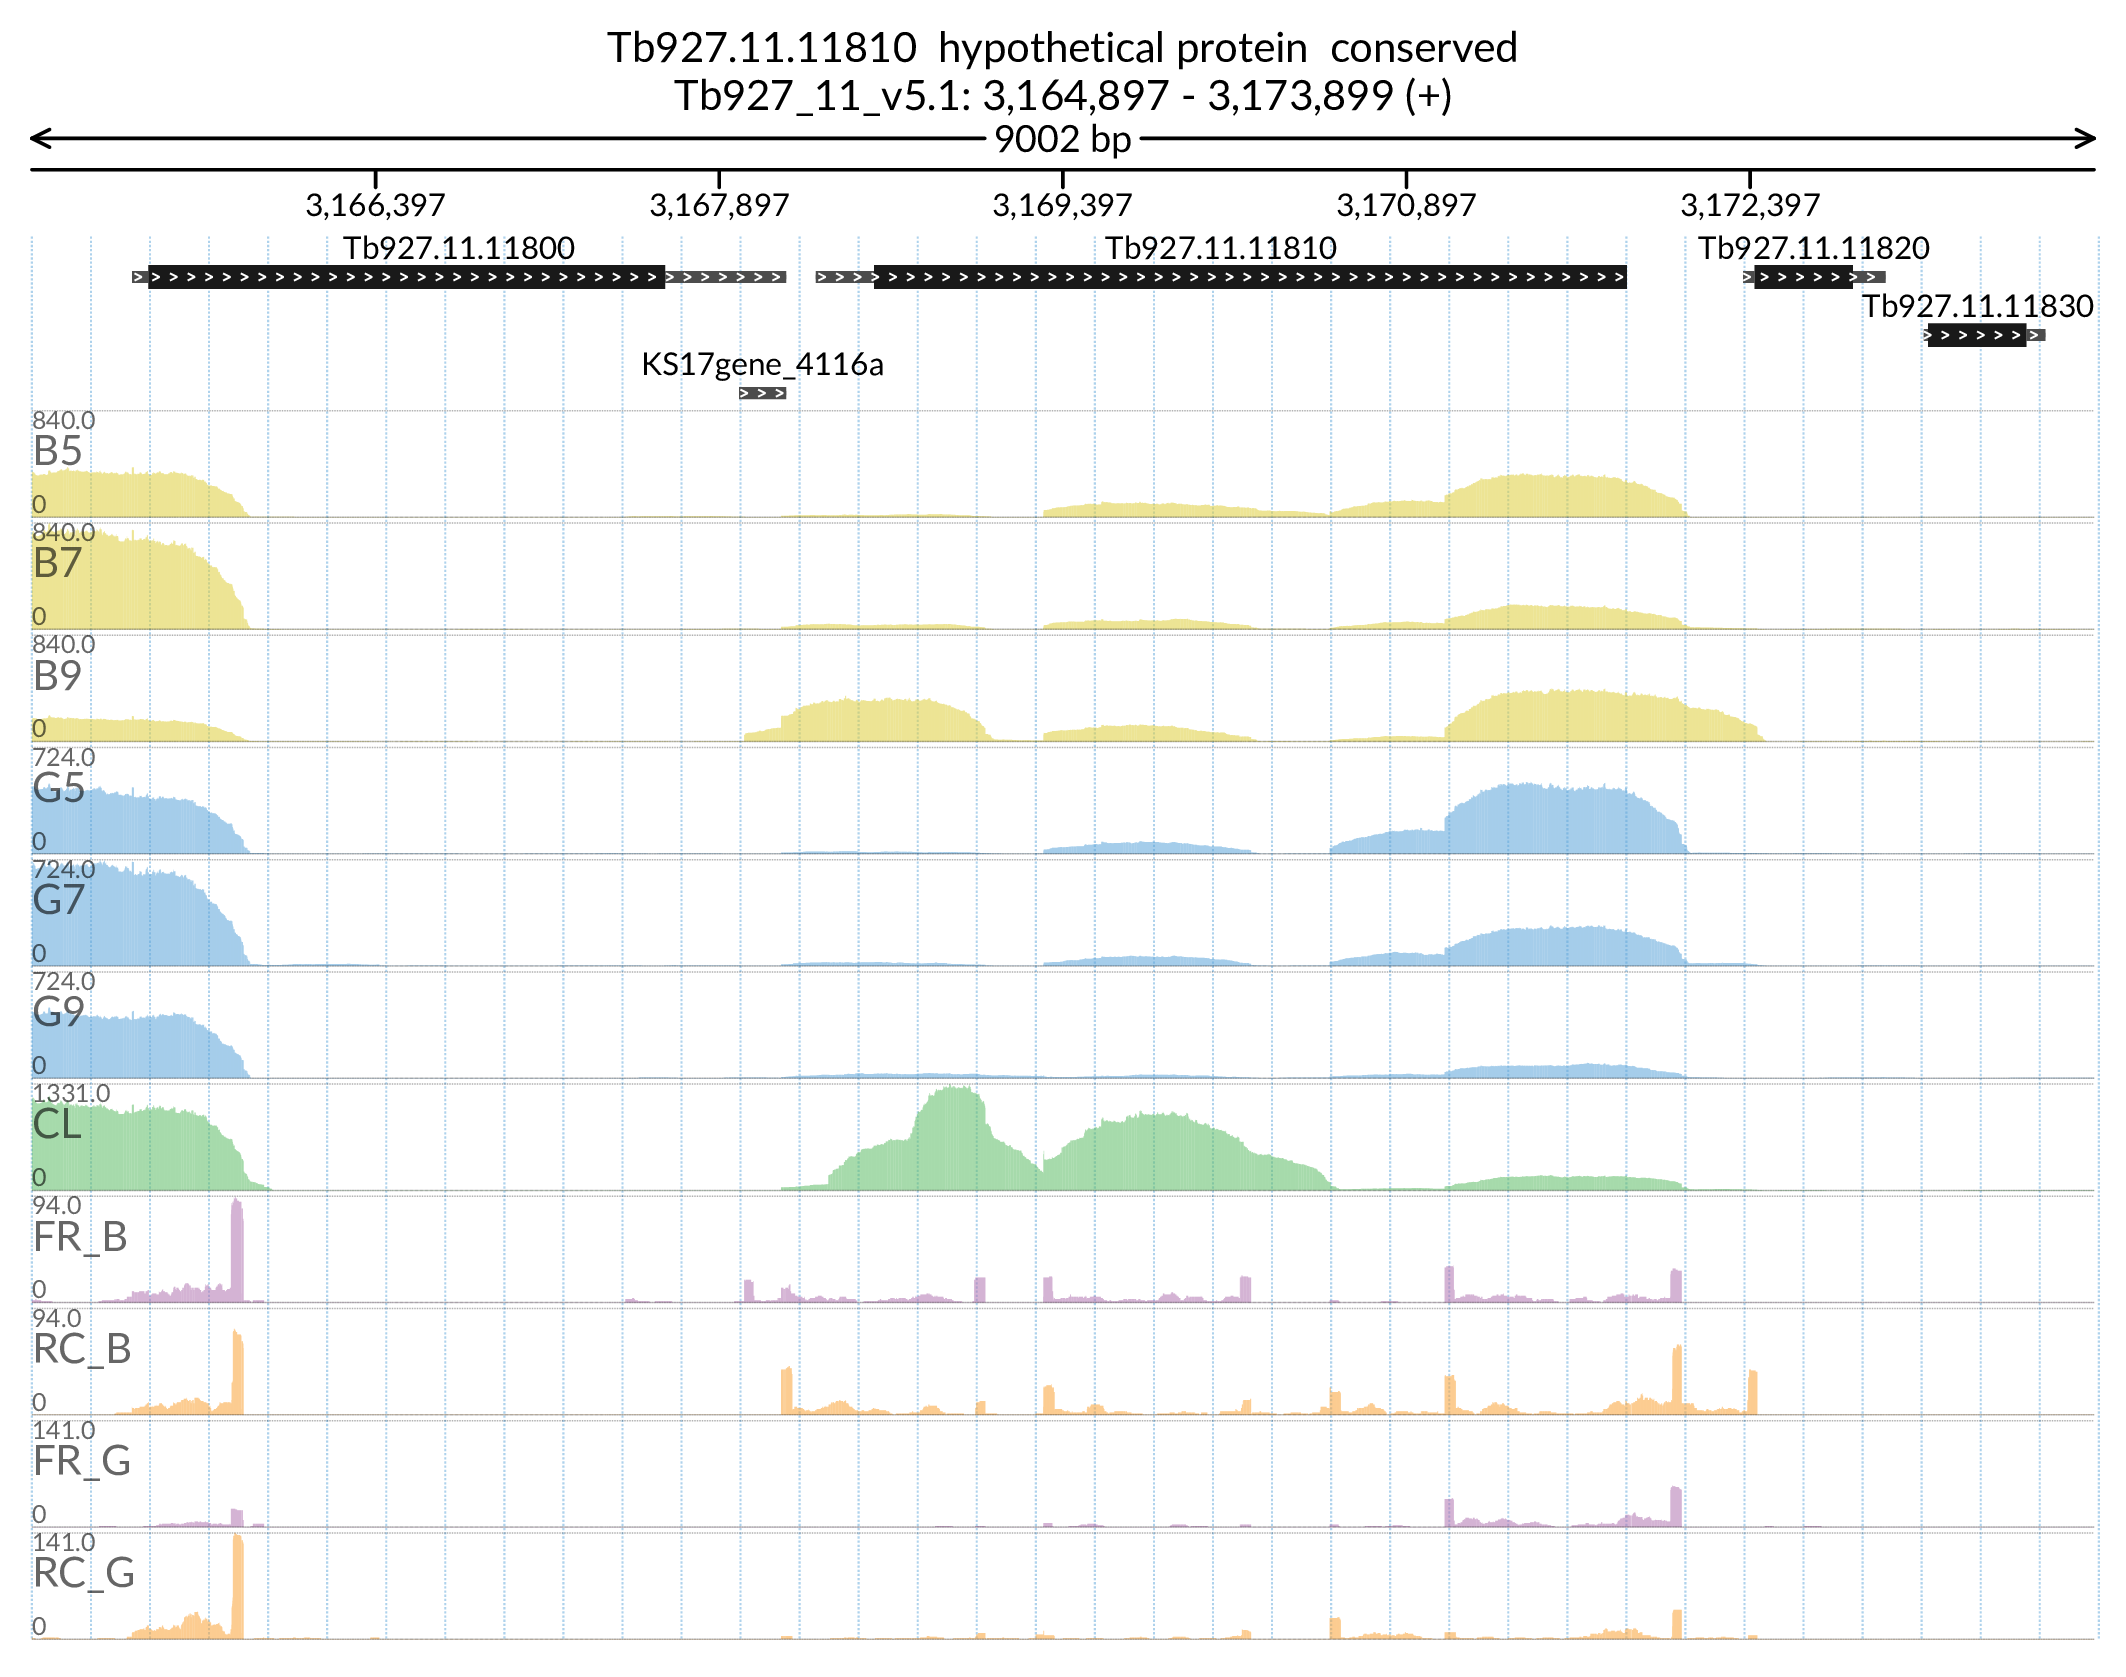 Tb927.11.11810  hypothetical protein  conserved
Tb927_11_v5.1: 3,164,897 - 3,173,899 (+)
9002 bp
3,166,397 3,167,897 3,169,397 3,170,897 3,172,397
Tb927.11.11800 Tb927.11.11810 Tb927.11.11820
Tb927.11.11830
KS17gene_4116a
840.0
B5
0
840.0
B7
0
840.0
B9
0
724.0
G5
0
724.0
G7
0
724.0
G9
0
1331.0
CL
0
94.0
FR_B
0
94.0
RC_B
0
141.0
FR_G
0
141.0
RC_G
0